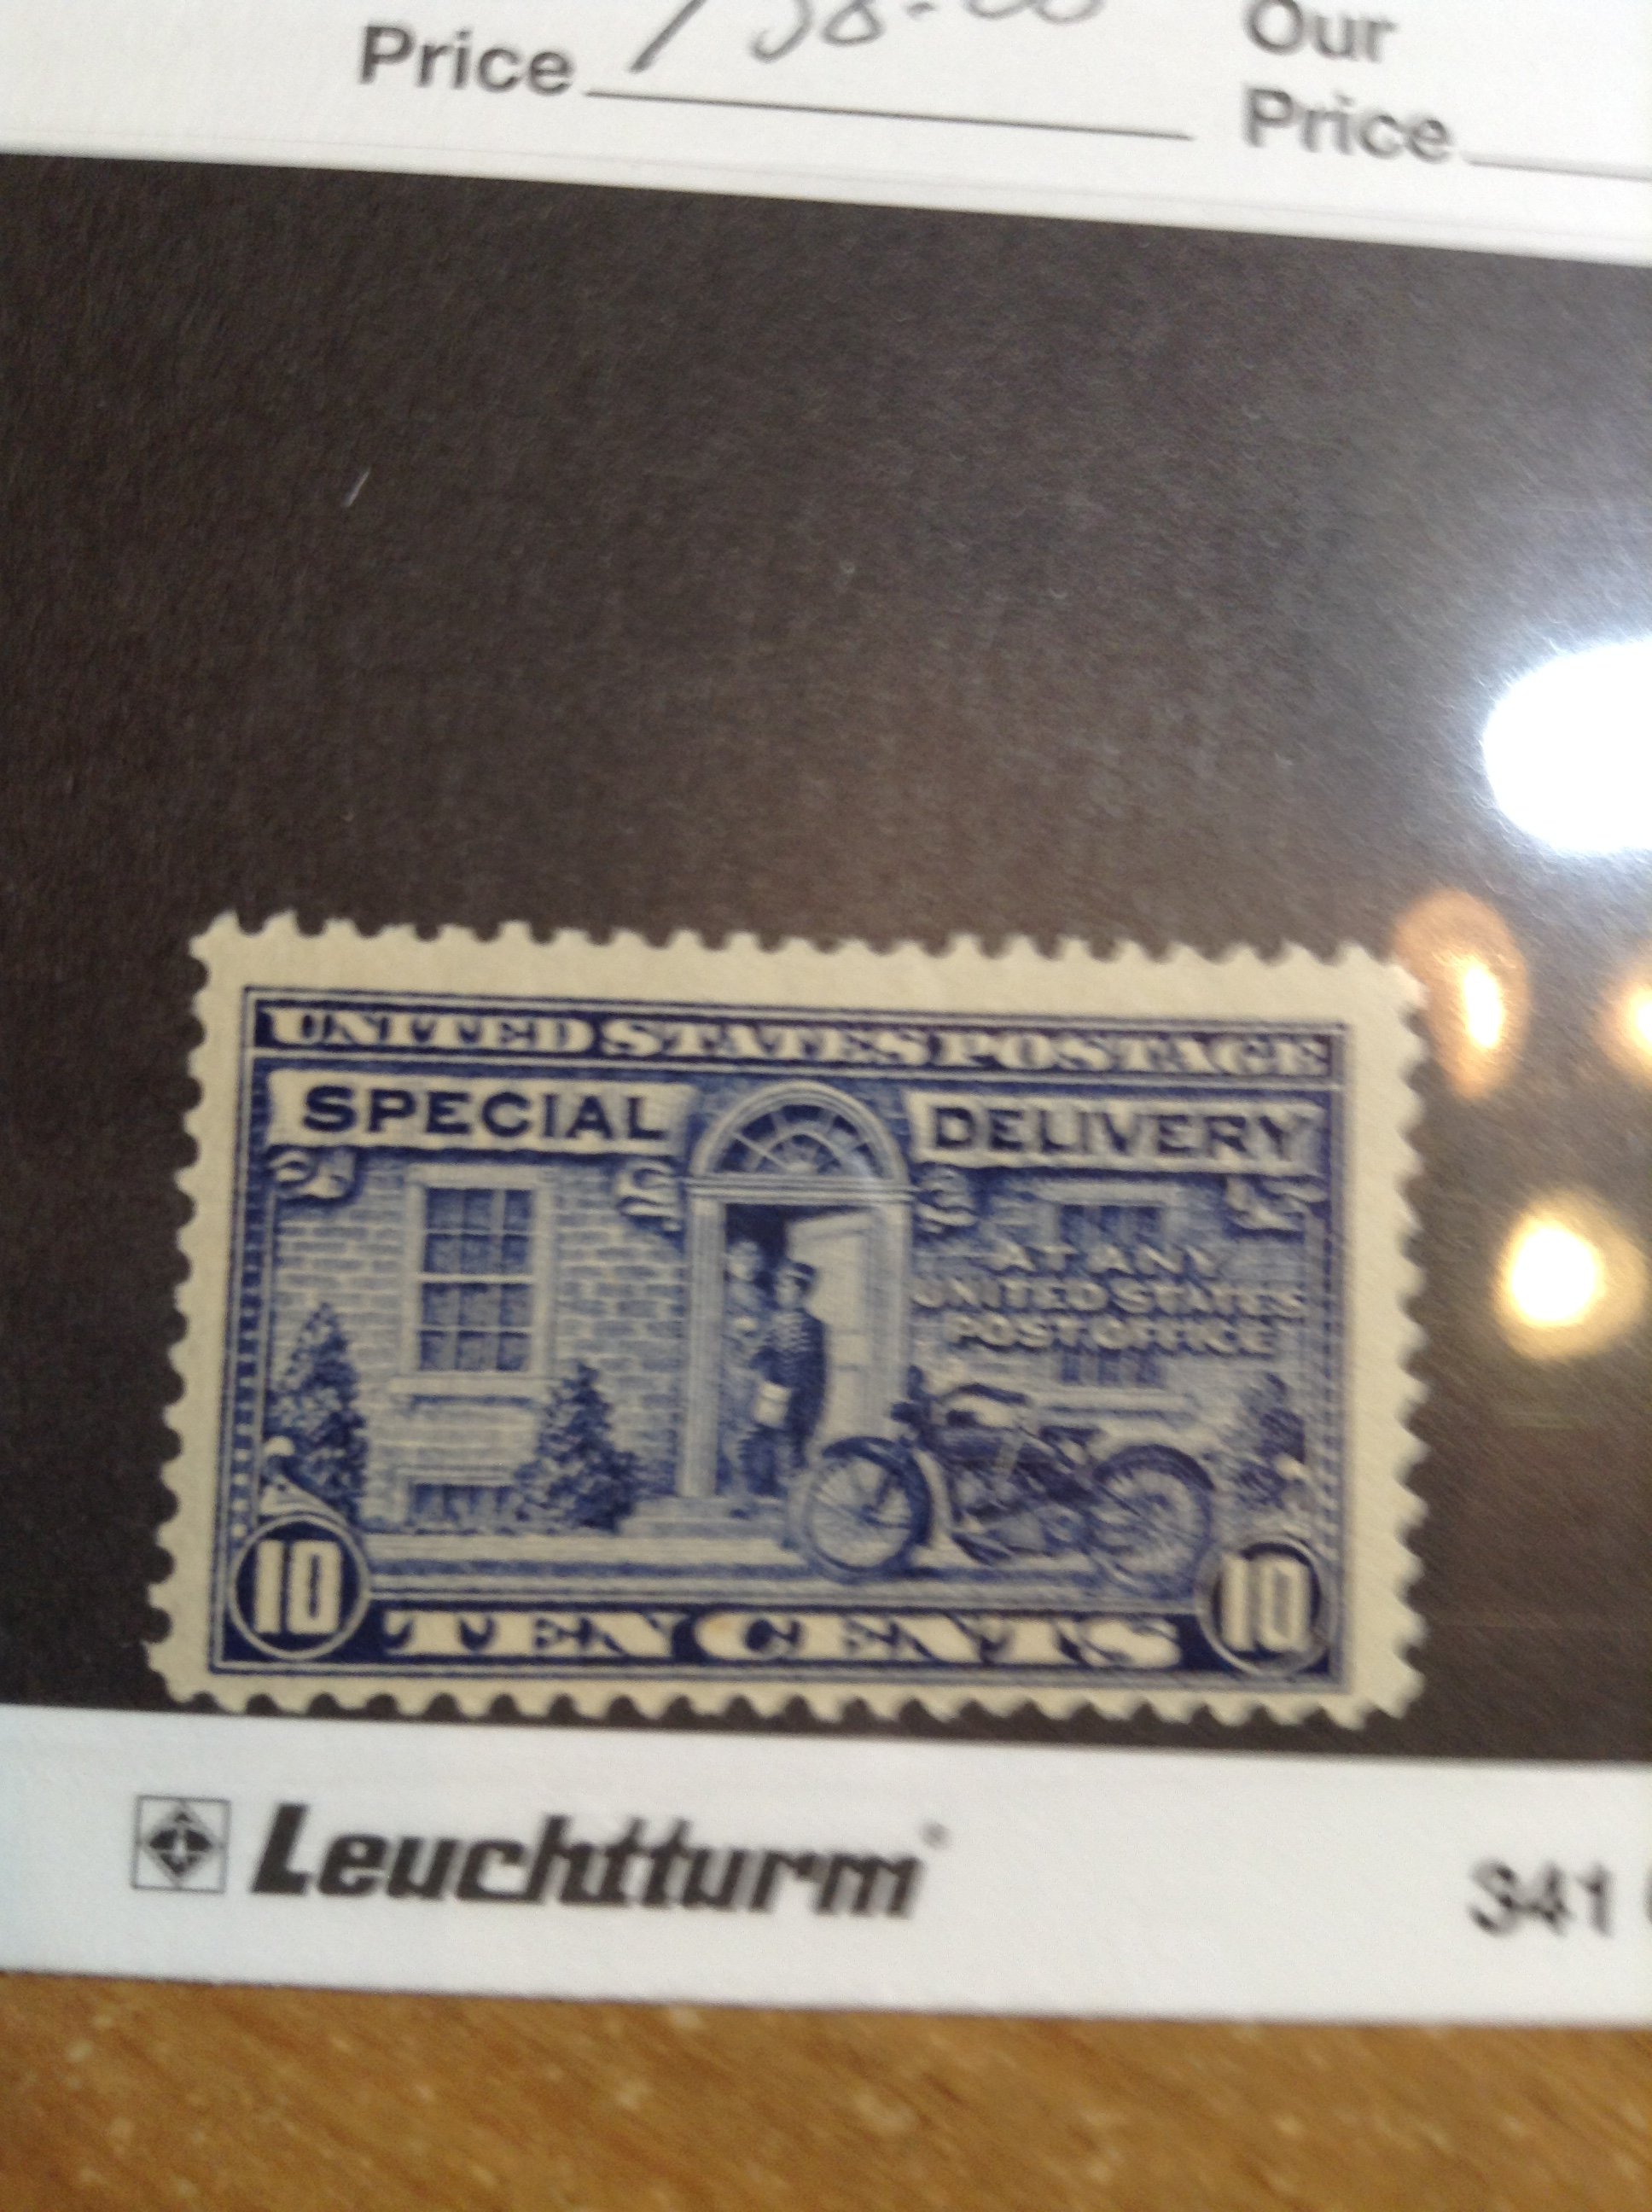 Price
Our
Price
UNITED STATES POSTAGE
SPECIAL DELIVERY
AT ANY
UNITED STATES
POST OFFICE
10 TEN CENTS 10
Leuchtturm
341